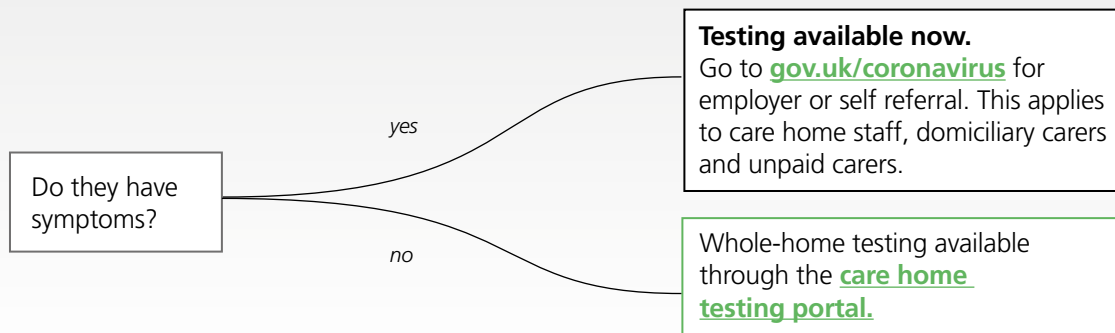 Do they have
symptoms?
yes
Testing available now.
Go to gov.uk/coronavirus for
employer or self referral. This applies
to care home staff, domiciliary carers
and unpaid carers.
no
Whole-home testing available
through the care home
testing portal.